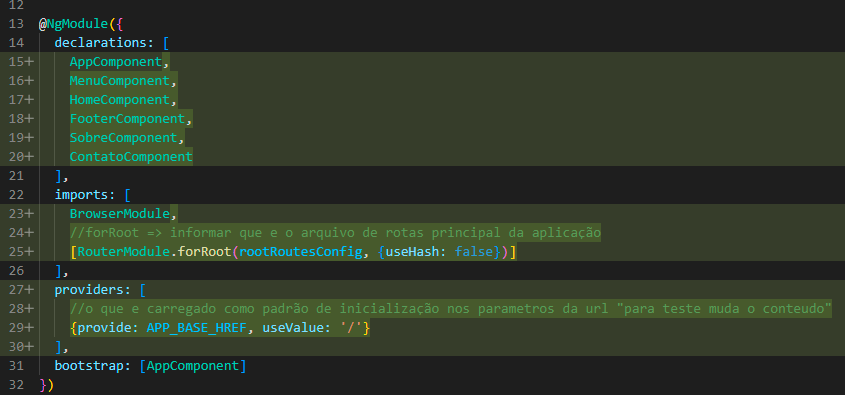 12
13 @NgModule({
14 declarations: [
15+ AppComponent,
16+ MenuComponent,
17+ HomeComponent,
18+ FooterComponent,
19+ SobreComponent,
20+ ContatoComponent
21 ],
22 imports: [
23+ BrowserModule,
24+ //forRoot => informar que e o arquivo de rotas principal da aplicação
25+ [RouterModule.forRoot(rootRoutesConfig, {useHash: false})]
26 ],
27+ providers: [
28+ //o que e carregado como padrão de inicialização nos parametros da url "para teste muda o conteudo"
29+ {provide: APP_BASE_HREF, useValue: '/'}
30+ ],
31 bootstrap: [AppComponent]
32 })